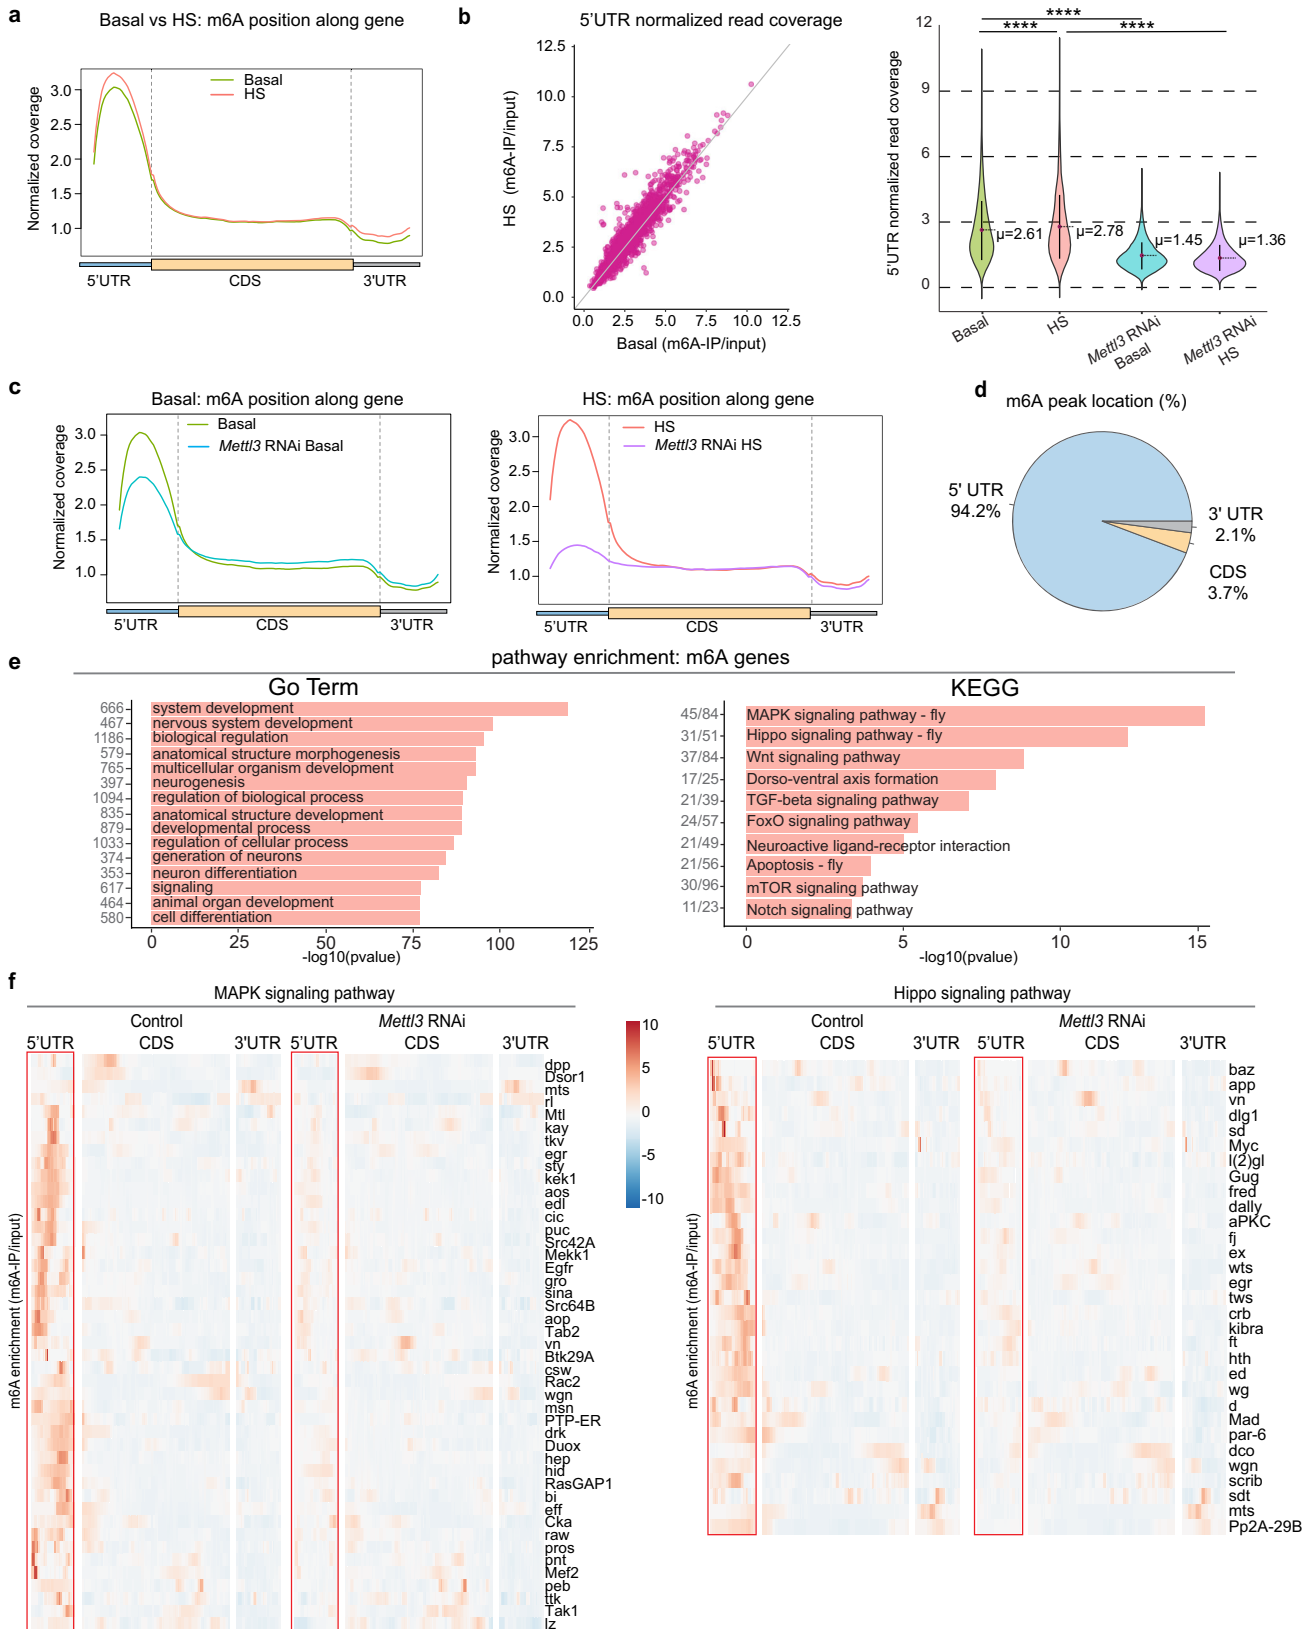 a
Basal vs HS: m6A position along gene
Normalized coverage
3.0
2.5
2.0
1.5
1.0
Basal
HS
5'UTR
CDS
3'UTR
b
5'UTR normalized read coverage
HS (m6A-IP/input)
12.5
10.0
7.5
5.0
2.5
0.0
0.0
2.5
5.0
7.5
10.0
12.5
Basal (m6A-IP/input)
5'UTR normalized read coverage
12
9
6
3
0
****
****
****
μ=2.61
μ=2.78
μ=1.45
μ=1.36
Basal
HS
Mettl3 RNAi
Basal
Mettl3 RNAi
HS
c
Basal: m6A position along gene
Normalized coverage
3.0
2.5
2.0
1.5
1.0
Basal
Mettl3 RNAi Basal
5'UTR
CDS
3'UTR
HS: m6A position along gene
Normalized coverage
3.0
2.5
2.0
1.5
1.0
HS
Mettl3 RNAi HS
5'UTR
CDS
3'UTR
d
m6A peak location (%)
5' UTR
94.2%
3' UTR
2.1%
CDS
3.7%
e
pathway enrichment: m6A genes
Go Term
666 system development
467 nervous system development
1186 biological regulation
579 anatomical structure morphogenesis
765 multicellular organism development
397 neurogenesis
1094 regulation of biological process
835 anatomical structure development
879 developmental process
1033 regulation of cellular process
374 generation of neurons
353 neuron differentiation
617 signaling
464 animal organ development
580 cell differentiation
0 25 50 75 100 125
-log10(pvalue)
KEGG
45/84 MAPK signaling pathway - fly
31/51 Hippo signaling pathway - fly
37/84 Wnt signaling pathway
17/25 Dorso-ventral axis formation
21/39 TGF-beta signaling pathway
24/57 FoxO signaling pathway
21/49 Neuroactive ligand-receptor interaction
21/56 Apoptosis - fly
30/96 mTOR signaling pathway
11/23 Notch signaling pathway
0 5 10 15
-log10(pvalue)
f
MAPK signaling pathway
Control
Mettl3 RNAi
5'UTR CDS 3'UTR 5'UTR CDS 3'UTR
m6A enrichment (m6A-IP/input)
dpp
Dsor1
mts
rl
Mtl
kay
tkv
egr
sty
kek1
aos
edl
cic
puc
Src42A
Mekk1
Egfr
gro
sina
Src64B
aop
Tab2
vn
Btk29A
csw
Rac2
wgn
msn
PTP-ER
drk
Duox
hep
hid
RasGAP1
bi
eff
Cka
raw
pros
pnt
Mef2
peb
ttk
Tak1
lz
10
5
0
-5
-10
Hippo signaling pathway
Control
Mettl3 RNAi
5'UTR CDS 3'UTR 5'UTR CDS 3'UTR
m6A enrichment (m6A-IP/input)
baz
app
vn
dlg1
sd
Myc
l(2)gl
Gug
fred
dally
aPKC
fj
ex
wts
egr
tws
crb
kibra
ft
hth
ed
wg
d
Mad
par-6
dco
wgn
scrib
sdt
mts
Pp2A-29B